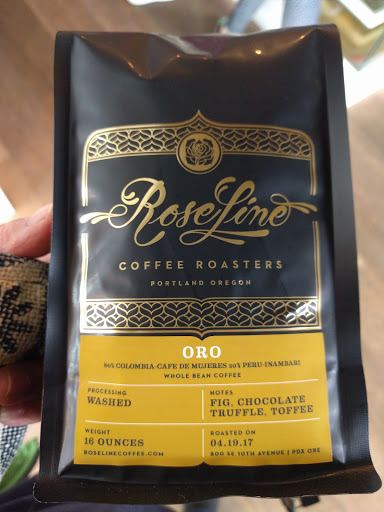 Rose Line
COFFEE ROASTERS
PORTLAND OREGON
ORO
80% COLOMBIA-CAFE DE MUJERES 20% PERU-INAMBARI
WHOLE BEAN COFFEE
PROCESSING
WASHED
NOTES
FIG, CHOCOLATE
TRUFFLE, TOFFEE
WEIGHT
16 OUNCES
ROASTED ON
04.19.17
ROSELINECOFFEE.COM
800 SE 10TH AVENUE | PDX ORE